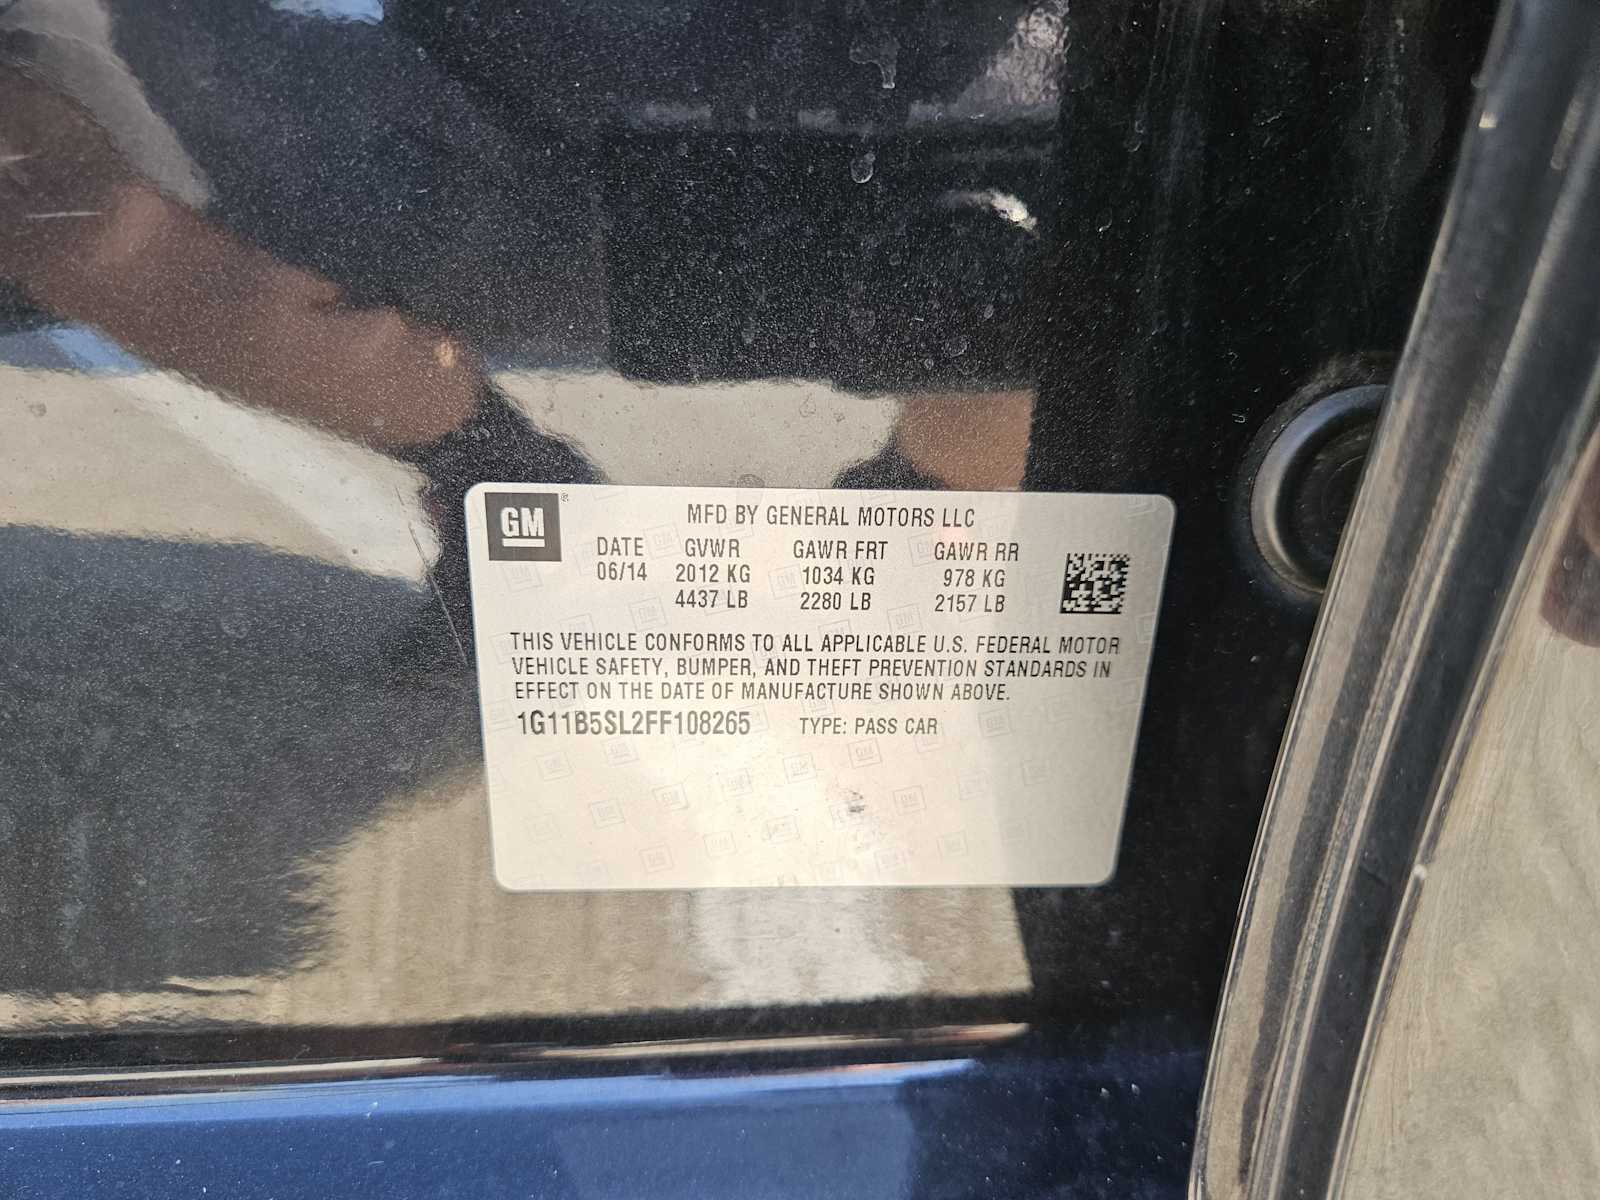 GM®
MFD BY GENERAL MOTORS LLC
DATE GVWR GAWR FRT GAWR RR
06/14 2012 KG 1034 KG 978 KG
4437 LB 2280 LB 2157 LB
THIS VEHICLE CONFORMS TO ALL APPLICABLE U.S. FEDERAL MOTOR
VEHICLE SAFETY, BUMPER, AND THEFT PREVENTION STANDARDS IN
EFFECT ON THE DATE OF MANUFACTURE SHOWN ABOVE.
1G11B5SL2FF108265 TYPE: PASS CAR